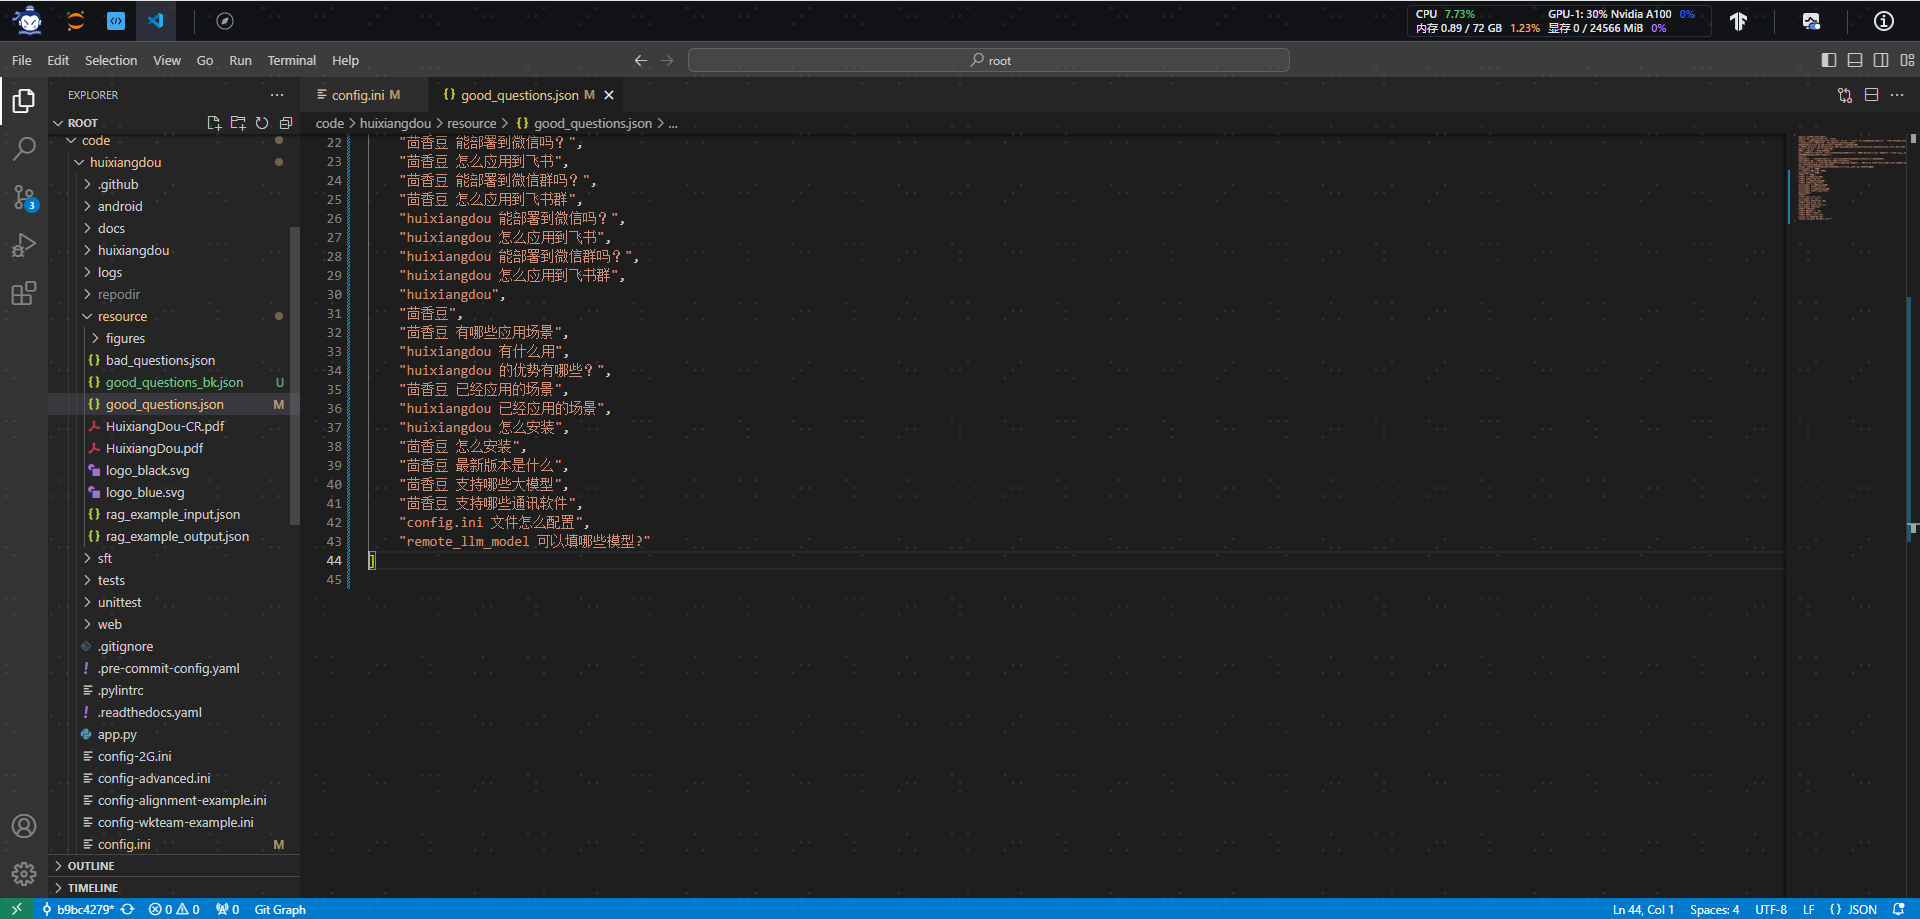 CPU 7.73% GPU-1: 30% Nvidia A100 0%
内存 0.89 / 72 GB 1.23% 显存 0 / 24566 MiB 0%
File Edit Selection View Go Run Terminal Help
root
EXPLORER
config.ini M
good_questions.json M
ROOT
code > huixiangdou > resource > {} good_questions.json > ...
code
huixiangdou
.github
android
docs
huixiangdou
logs
repodir
resource
figures
bad_questions.json
good_questions_bk.json U
good_questions.json M
HuixiangDou-CR.pdf
HuixiangDou.pdf
logo_black.svg
logo_blue.svg
rag_example_input.json
rag_example_output.json
sft
tests
unittest
web
.gitignore
.pre-commit-config.yaml
.pylintrc
.readthedocs.yaml
app.py
config-2G.ini
config-advanced.ini
config-alignment-example.ini
config-wkteam-example.ini
config.ini M
OUTLINE
TIMELINE
3
22 "茴香豆 能部署到微信吗？",
23 "茴香豆 怎么应用到飞书",
24 "茴香豆 能部署到微信群吗？",
25 "茴香豆 怎么应用到飞书群",
26 "huixiangdou 能部署到微信吗？",
27 "huixiangdou 怎么应用到飞书",
28 "huixiangdou 能部署到微信群吗？",
29 "huixiangdou 怎么应用到飞书群",
30 "huixiangdou",
31 "茴香豆",
32 "茴香豆 有哪些应用场景",
33 "huixiangdou 有什么用",
34 "huixiangdou 的优势有哪些？",
35 "茴香豆 已经应用的场景",
36 "huixiangdou 已经应用的场景",
37 "huixiangdou 怎么安装",
38 "茴香豆 怎么安装",
39 "茴香豆 最新版本是什么",
40 "茴香豆 支持哪些大模型",
41 "茴香豆 支持哪些通讯软件",
42 "config.ini 文件怎么配置",
43 "remote_llm_model 可以填哪些模型?"
44 ]
45
b9bc4279* 0 0 0 Git Graph
Ln 44, Col 1 Spaces: 4 UTF-8 LF {} JSON